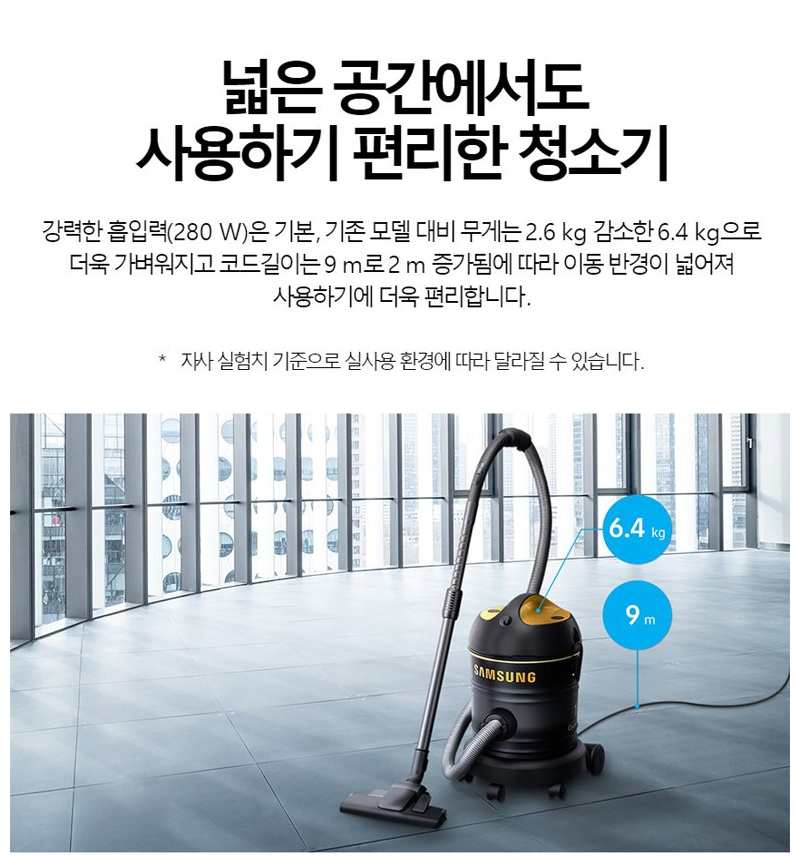 넓은 공간에서도
사용하기 편리한 청소기
강력한 흡입력(280 W)은 기본, 기존 모델 대비 무게는 2.6 kg 감소한 6.4 kg으로
더욱 가벼워지고 코드길이는 9 m로 2 m 증가됨에 따라 이동 반경이 넓어져
사용하기에 더욱 편리합니다.
* 자사 실험치 기준으로 실사용 환경에 따라 달라질 수 있습니다.
6.4 kg
9 m
SAMSUNG